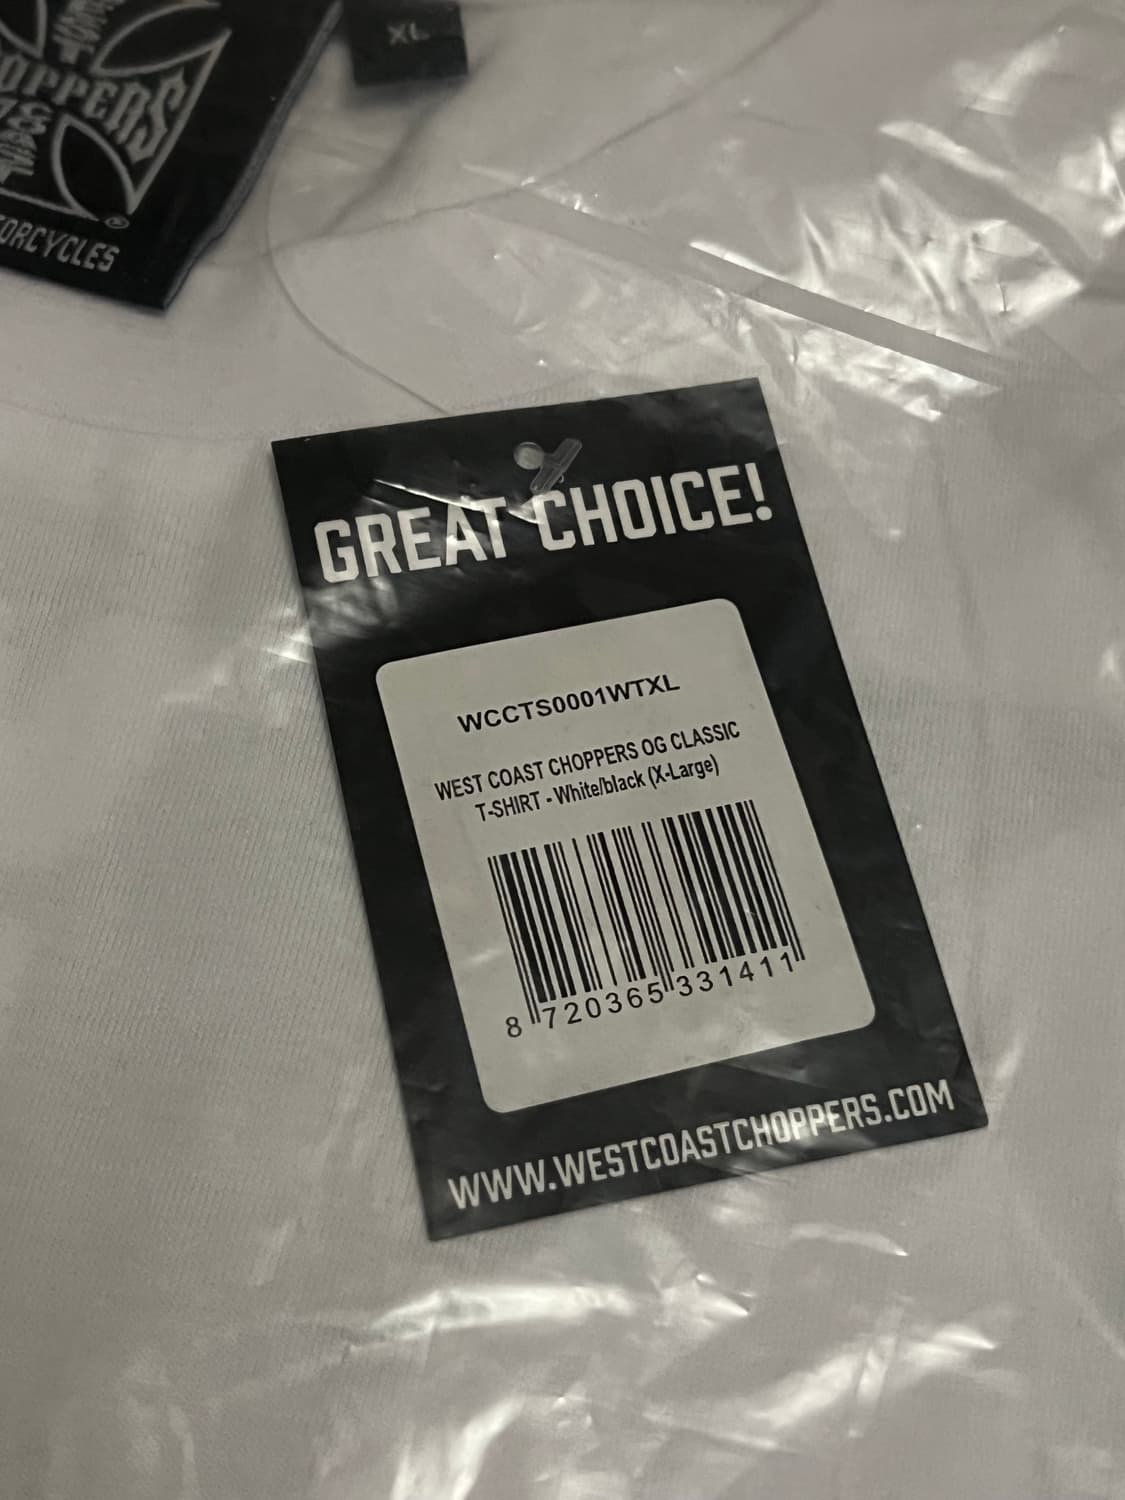 CHOPPERS
XL
GREAT CHOICE!
WCCTS0001WTXL
WEST COAST CHOPPERS OG CLASSIC
T-SHIRT - White/black (X-Large)
8 720365 331411
WWW.WESTCOASTCHOPPERS.COM